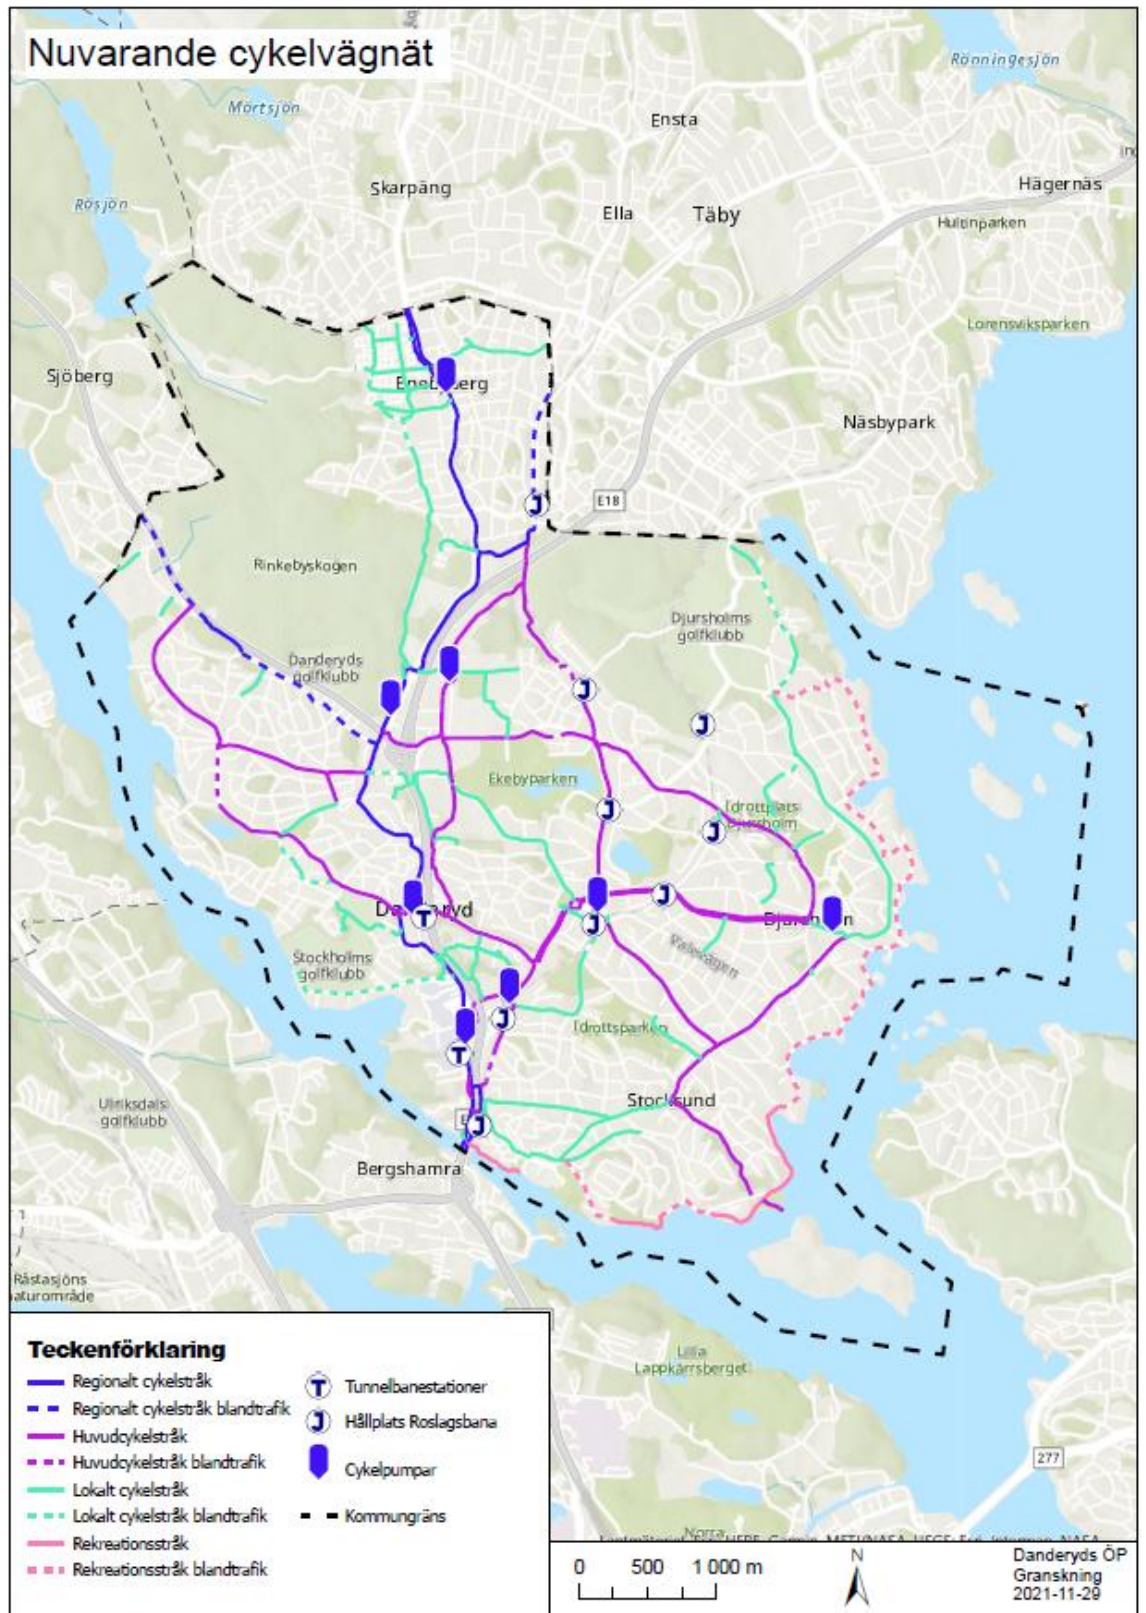 Nuvarande cykelvägnät
Rönningesjön
Mörtsjön
Ensta
Skarpäng
Hägernäs
Rösjön
Ella
Täby
Hultinparken
Lorensviksparken
Sjöberg
Näsbypark
E18
Rinkebyskogen
Djursholms
golfklubb
Danderyds
golfklubb
Ekebyparken
Idrottplats
Djursholm
Stockholms
golfklubb
Idrottsparken
Ulriksdals
golfklubb
Stocksund
Bergshamra
Råstasjöns
naturområde
Lilla
Lappkärrsberget
277
Norra
Teckenförklaring
Regionalt cykelstråk
Regionalt cykelstråk blandtrafik
Huvudcykelstråk
Huvudcykelstråk blandtrafik
Lokalt cykelstråk
Lokalt cykelstråk blandtrafik
Rekreationsstråk
Rekreationsstråk blandtrafik
T Tunnelbanestationer
J Hållplats Roslagsbana
Cykelpumpar
Kommungräns
0 500 1 000 m
N
Danderyds ÖP
Granskning
2021-11-29